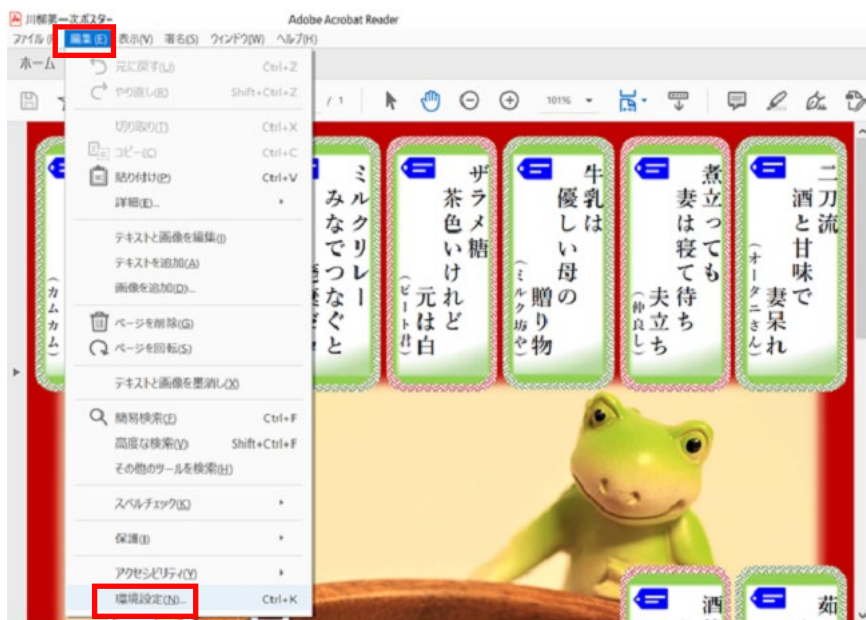 川柳第一次ポスター
Adobe Acrobat Reader
編集(E) 表示(V) 署名(S) ウィンドウ(W) ヘルプ(H)
ホーム
元に戻す(U) Ctrl+Z
やり直し(R) Shift+Ctrl+Z
/ 1
101%
切り取り(T) Ctrl+X
コピー(C) Ctrl+C
貼り付け(P) Ctrl+V
詳細(E)...
テキストと画像を編集(I)
テキストを追加(A)
画像を追加(D)...
ページを削除(G)
ページを回転(S)
テキストと画像を墨消し(X)
簡易検索(F) Ctrl+F
高度な検索(V) Shift+Ctrl+F
その他のツールを検索(H)
スペルチェック(K)
保護(I)
アクセシビリティ(Y)
環境設定(N)... Ctrl+K
二刀流
酒と甘味で
妻呆れ
(オータニさん)
煮立っても
妻は寝て待ち
夫立ち
(仲良し)
牛乳は
優しい母の
贈り物
(ミルク坊や)
ザラメ糖
茶色いけれど
元は白
(ビート君)
ミルクリレー
みなでつなぐと
(カムカム)
茹
酒